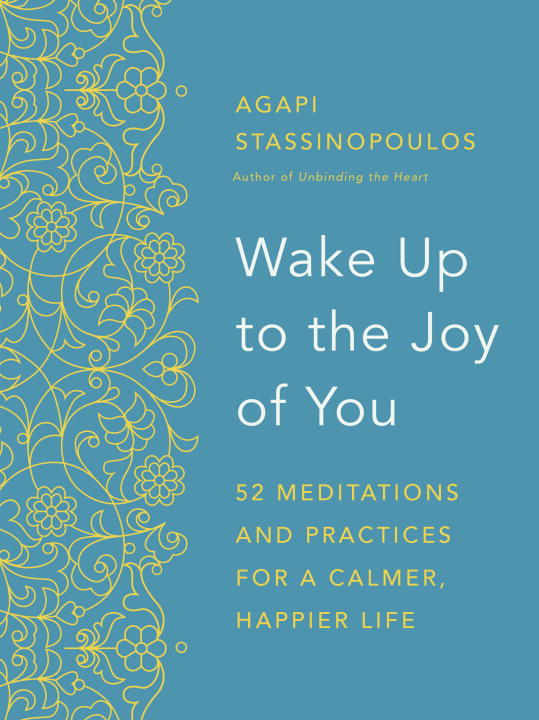 AGAPI
STASSINOPOULOS
Author of Unbinding the Heart
Wake Up
to the Joy
of You
52 MEDITATIONS
AND PRACTICES
FOR A CALMER,
HAPPIER LIFE